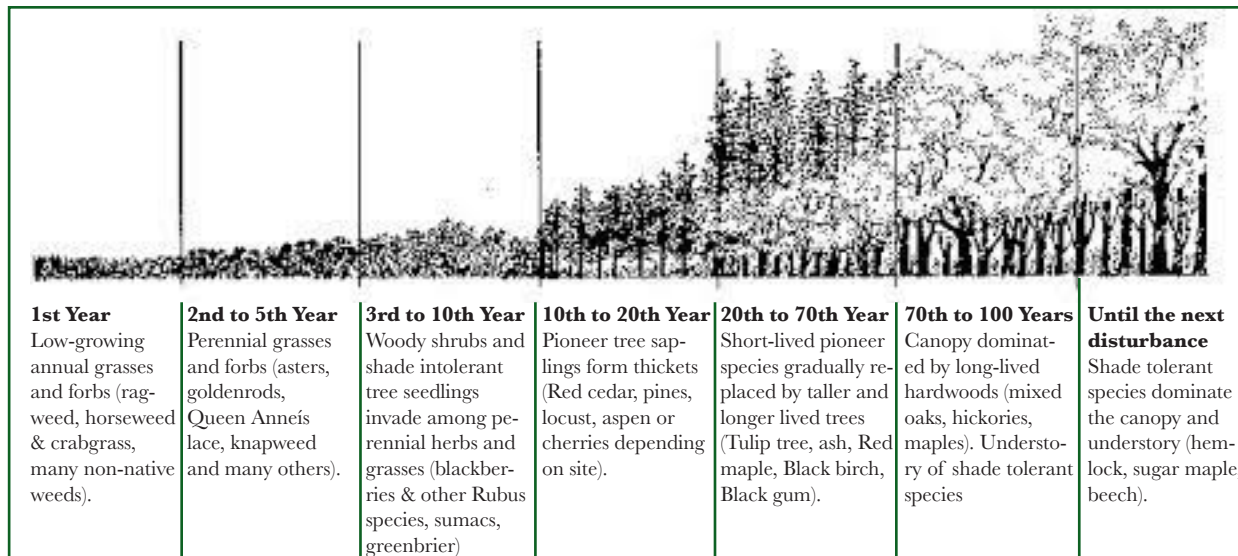 1st Year
Low-growing
annual grasses
and forbs (rag-
weed, horseweed
& crabgrass,
many non-native
weeds).
2nd to 5th Year
Perennial grasses
and forbs (asters,
goldenrods,
Queen Anneís
lace, knapweed
and many others).
3rd to 10th Year
Woody shrubs and
shade intolerant
tree seedlings
invade among pe-
rennial herbs and
grasses (blackber-
ries & other Rubus
species, sumacs,
greenbrier)
10th to 20th Year
Pioneer tree sap-
lings form thickets
(Red cedar, pines,
locust, aspen or
cherries depending
on site).
20th to 70th Year
Short-lived pioneer
species gradually re-
placed by taller and
longer lived trees
(Tulip tree, ash, Red
maple, Black birch,
Black gum).
70th to 100 Years
Canopy dominat-
ed by long-lived
hardwoods (mixed
oaks, hickories,
maples). Understo-
ry of shade tolerant
species
Until the next
disturbance
Shade tolerant
species dominate
the canopy and
understory (hem-
lock, sugar maple
beech).